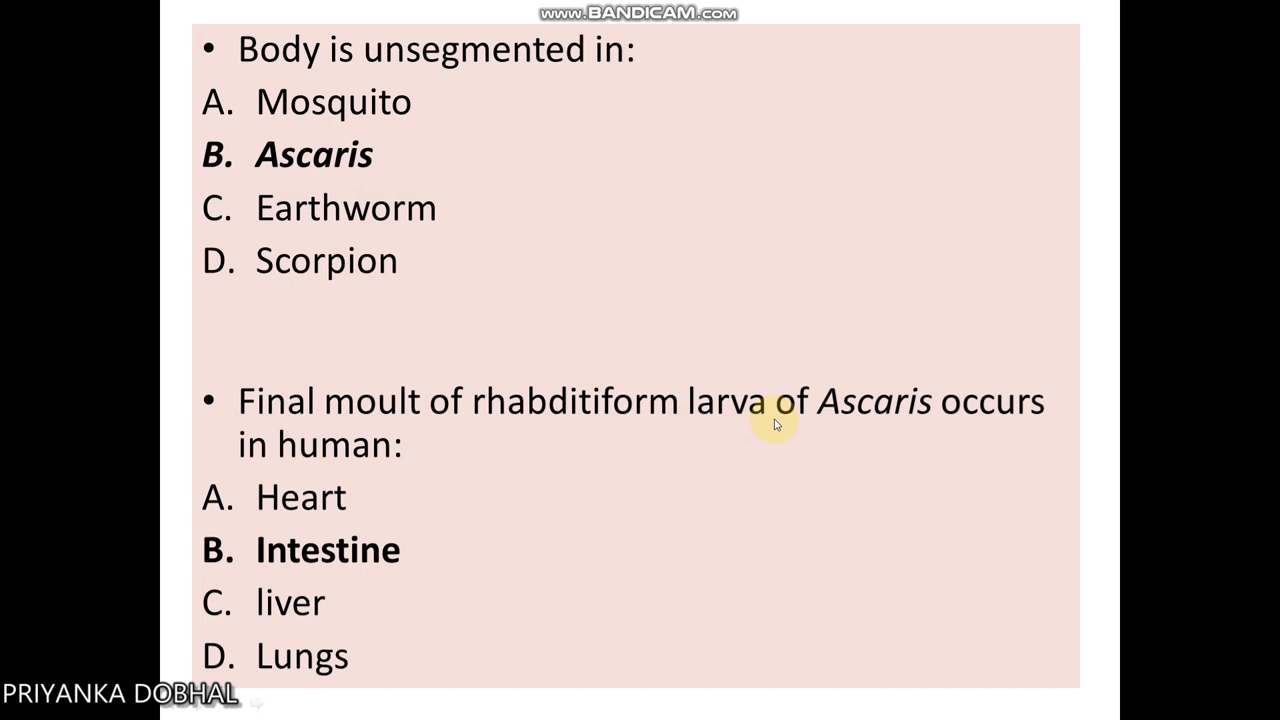 www.BANDICAM.com
• Body is unsegmented in:
A. Mosquito
B. Ascaris
C. Earthworm
D. Scorpion
• Final moult of rhabditiform larva of Ascaris occurs
in human:
A. Heart
B. Intestine
C. liver
D. Lungs
PRIYANKA DOBHAL